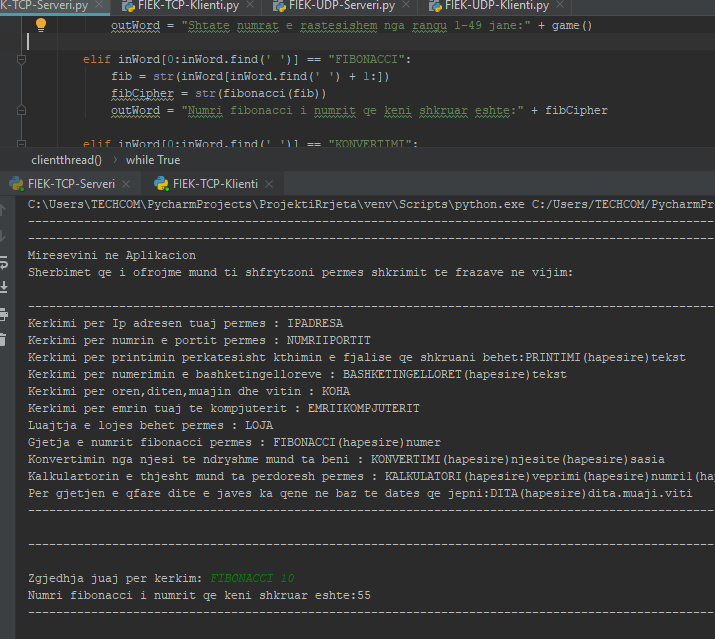 K-TCP-Serveri.py × FIEK-TCP-Klienti.py × FIEK-UDP-Serveri.py × FIEK-UDP-Klienti.py ×
outWord = "Shtate numrat e rastesishem nga rangu 1-49 jane:" + game()
elif inWord[0:inWord.find(' ')] == "FIBONACCI":
fib = str(inWord[inWord.find(' ') + 1:])
fibCipher = str(fibonacci(fib))
outWord = "Numri fibonacci i numrit qe keni shkruar eshte:" + fibCipher
elif inWord[0:inWord.find(' ')] == "KONVERTIMI":
clientthread() › while True
FIEK-TCP-Serveri × FIEK-TCP-Klienti ×
C:\Users\TECHCOM\PycharmProjects\ProjektiRrjeta\venv\Scripts\python.exe C:/Users/TECHCOM/PycharmPr
--------------------------------------------------------------------------------------------------
--------------------------------------------------------------------------------------------------
Miresevini ne Aplikacion
Sherbimet qe i ofrojme mund ti shfrytzoni permes shkrimit te frazave ne vijim:
--------------------------------------------------------------------------------------------------
Kerkimi per Ip adresen tuaj permes : IPADRESA
Kerkimi per numrin e portit permes : NUMRIIPORTIT
Kerkimi per printimin perkatesisht kthimin e fjalise qe shkruani behet:PRINTIMI(hapesire)tekst
Kerkimi per numerimin e bashketingelloreve : BASHKETINGELLORET(hapesire)tekst
Kerkimi per oren,diten,muajin dhe vitin : KOHA
Kerkimi per emrin tuaj te kompjuterit : EMRIIKOMPJUTERIT
Luajtja e lojes behet permes : LOJA
Gjetja e numrit fibonacci permes : FIBONACCI(hapesire)numer
Konvertimin nga njesi te ndryshme mund ta beni : KONVERTIMI(hapesire)njesite(hapesire)sasia
Kalkulartorin e thjesht mund ta perdoresh permes : KALKULATORI(hapesire)veprimi(hapesire)numri1(ha
Per gjetjen e qfare dite e javes ka qene ne baz te dates qe jepni:DITA(hapesire)dita.muaji.viti
--------------------------------------------------------------------------------------------------
--------------------------------------------------------------------------------------------------
Zgjedhja juaj per kerkim: FIBONACCI 10
Numri fibonacci i numrit qe keni shkruar eshte:55
--------------------------------------------------------------------------------------------------